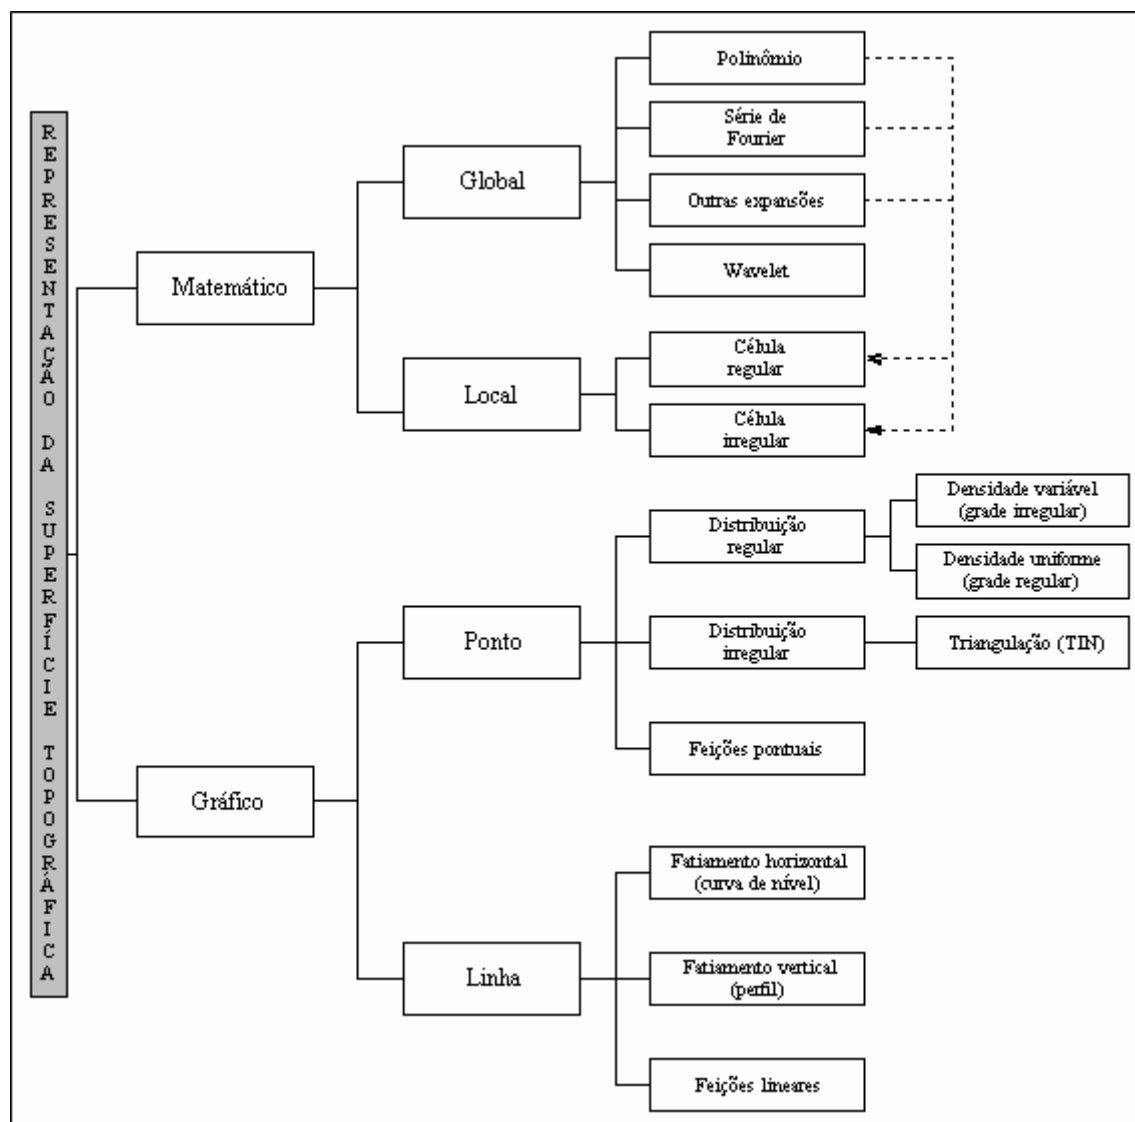 REPRESENTAÇÃO DA SUPERFÍCIE TOPOGRÁFICA
Matemático
Global
Polinômio
Série de
Fourier
Outras expansões
Wavelet
Local
Célula
regular
Célula
irregular
Gráfico
Ponto
Distribuição
regular
Densidade variável
(grade irregular)
Densidade uniforme
(grade regular)
Distribuição
irregular
Triangulação (TIN)
Feições pontuais
Linha
Fatiamento horizontal
(curva de nível)
Fatiamento vertical
(perfil)
Feições lineares